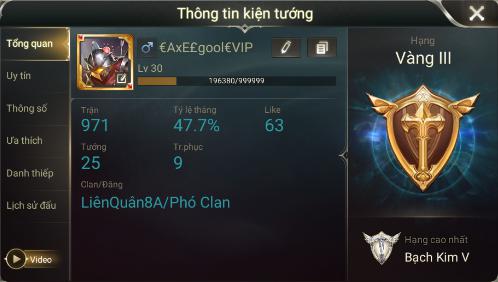 Thông tin kiện tướng
Tổng quan
Uy tín
Thông số
Ưa thích
Danh thiếp
Lịch sử đấu
Video
€AxE£gool€VIP
Lv 30
196380/999999
Trận
Tỷ lệ thắng
Like
971
47.7%
63
Tướng
Tr.phục
25
9
Clan/Đăng
LiênQuân8A/Phó Clan
Hạng
Vàng III
Hạng cao nhất
Bạch Kim V